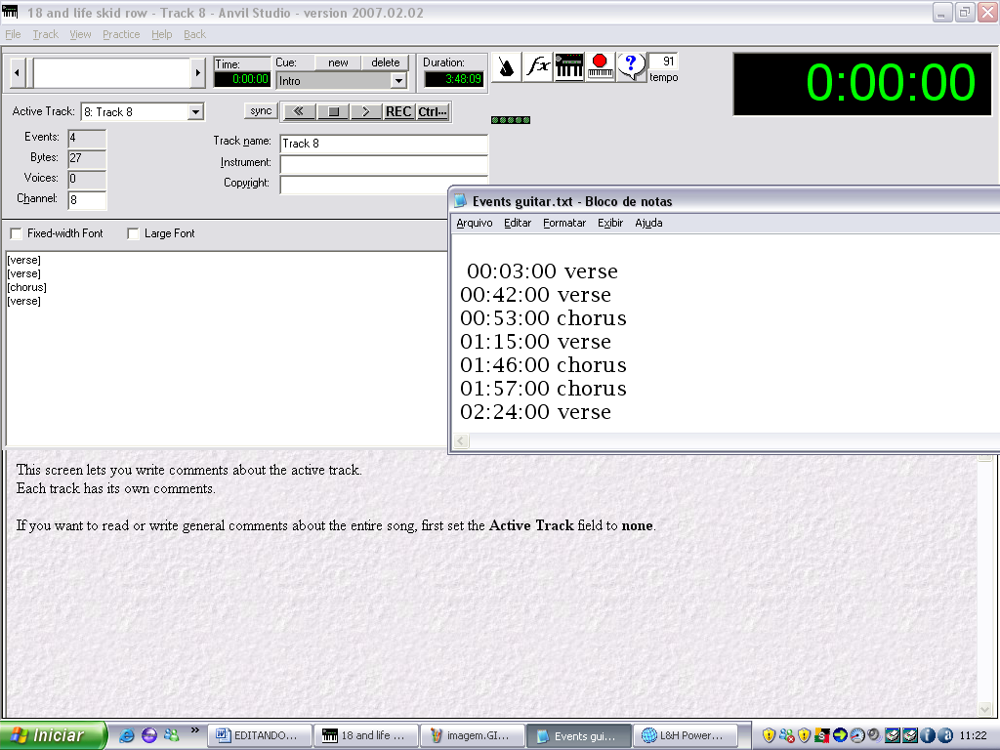 18 and life skid row - Track 8 - Anvil Studio - version 2007.02.02
File Track View Practice Help Back
Time: Cue: new delete Duration: 91
0:00:00 Intro 3:48:09 tempo
0:00:00
Active Track: 8: Track 8 sync REC Ctrl---
Events: 4
Bytes: 27
Voices: 0
Channel: 8
Track name: Track 8
Instrument:
Copyright:
Fixed-width Font Large Font
[verse]
[verse]
[chorus]
[verse]
Events guitar.txt - Bloco de notas
Arquivo Editar Formatar Exibir Ajuda
00:03:00 verse
00:42:00 verse
00:53:00 chorus
01:15:00 verse
01:46:00 chorus
01:57:00 chorus
02:24:00 verse
This screen lets you write comments about the active track.
Each track has its own comments.
If you want to read or write general comments about the entire song, first set the Active Track field to none.
Iniciar EDITANDO... 18 and life ... imagem.GI... Events gui... L&H Power... 11:22